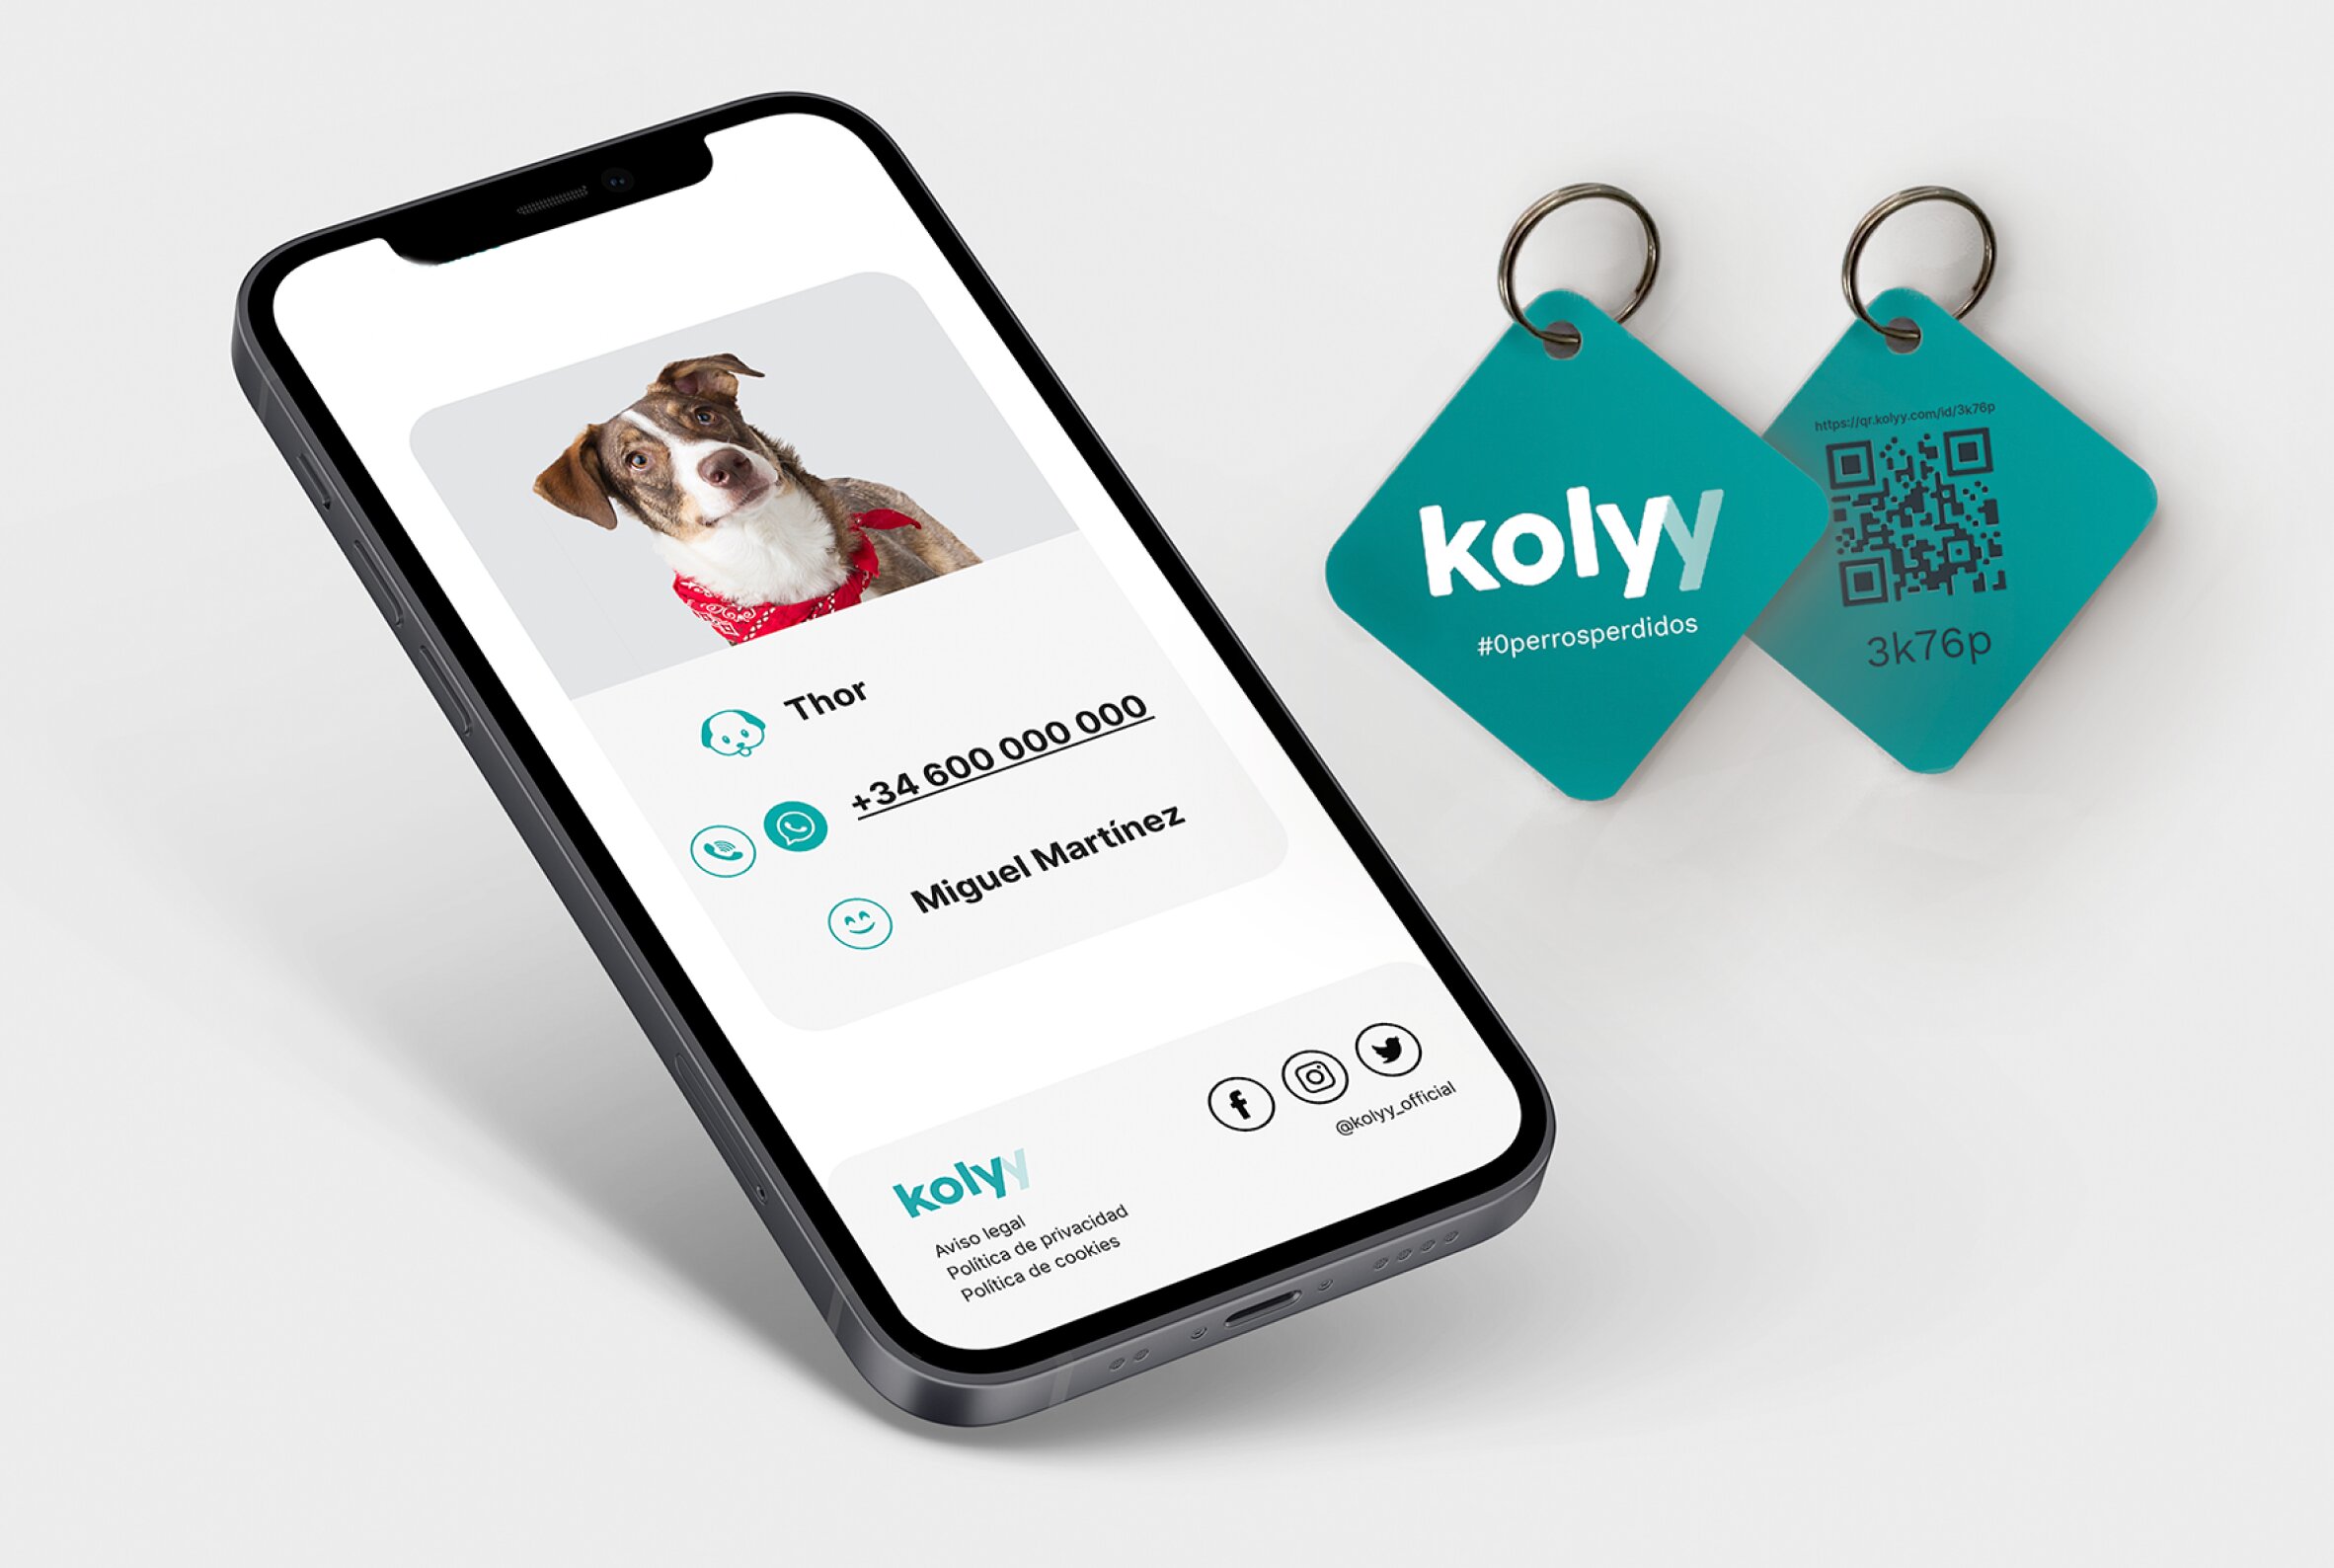 Thor
+34 600 000 000
Miguel Martínez
@kolyy_official
kolyy
Aviso legal
Política de privacidad
Política de cookies
kolyy
#0perrosperdidos
https://qr.kolyy.com/id/3k76p
3k76p